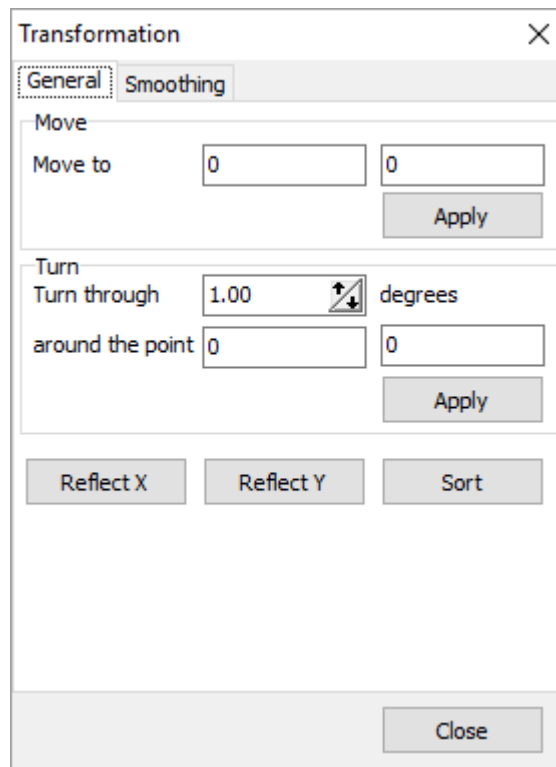 Transformation
General Smoothing
Move
Move to 0 0
Apply
Turn
Turn through 1.00 degrees
around the point 0 0
Apply
Reflect X Reflect Y Sort
Close